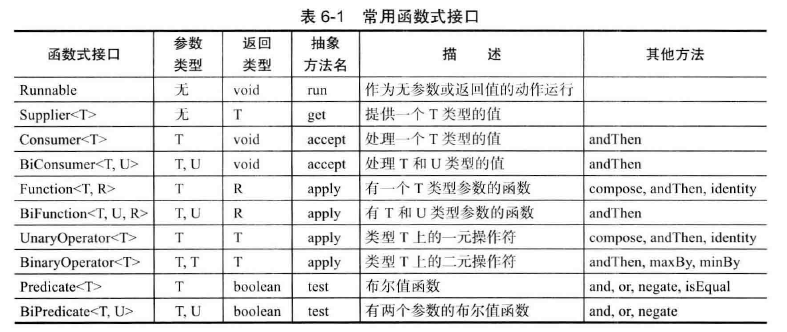 表 6-1 常用函数式接口
函数式接口 参数类型 返回类型 抽象方法名 描 述 其他方法
Runnable 无 void run 作为无参数或返回值的动作运行
Supplier<T> 无 T get 提供一个 T 类型的值
Consumer<T> T void accept 处理一个 T 类型的值 andThen
BiConsumer<T, U> T, U void accept 处理 T 和 U 类型的值 andThen
Function<T, R> T R apply 有一个 T 类型参数的函数 compose, andThen, identity
BiFunction<T, U, R> T, U R apply 有 T 和 U 类型参数的函数 andThen
UnaryOperator<T> T T apply 类型 T 上的一元操作符 compose, andThen, identity
BinaryOperator<T> T, T T apply 类型 T 上的二元操作符 andThen, maxBy, minBy
Predicate<T> T boolean test 布尔值函数 and, or, negate, isEqual
BiPredicate<T, U> T, U boolean test 有两个参数的布尔值函数 and, or, negate